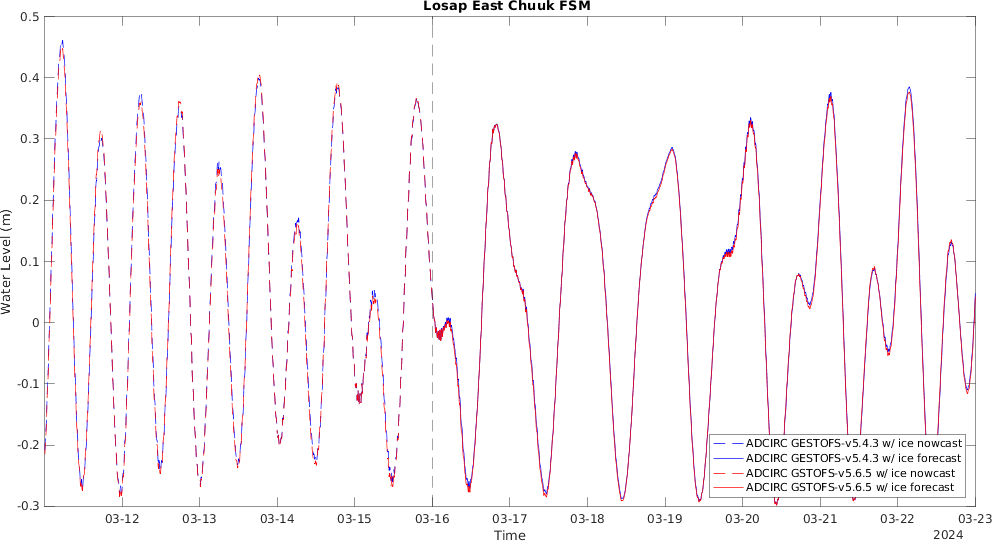 Losap East Chuuk FSM
0.5
0.4
0.3
0.2
0.1
0
-0.1
-0.2
-0.3
Water Level (m)
ADCIRC GESTOFS-v5.4.3 w/ ice nowcast
ADCIRC GESTOFS-v5.4.3 w/ ice forecast
ADCIRC GSTOFS-v5.6.5 w/ ice nowcast
ADCIRC GSTOFS-v5.6.5 w/ ice forecast
03-12 03-13 03-14 03-15 03-16 03-17 03-18 03-19 03-20 03-21 03-22 03-23
Time
2024